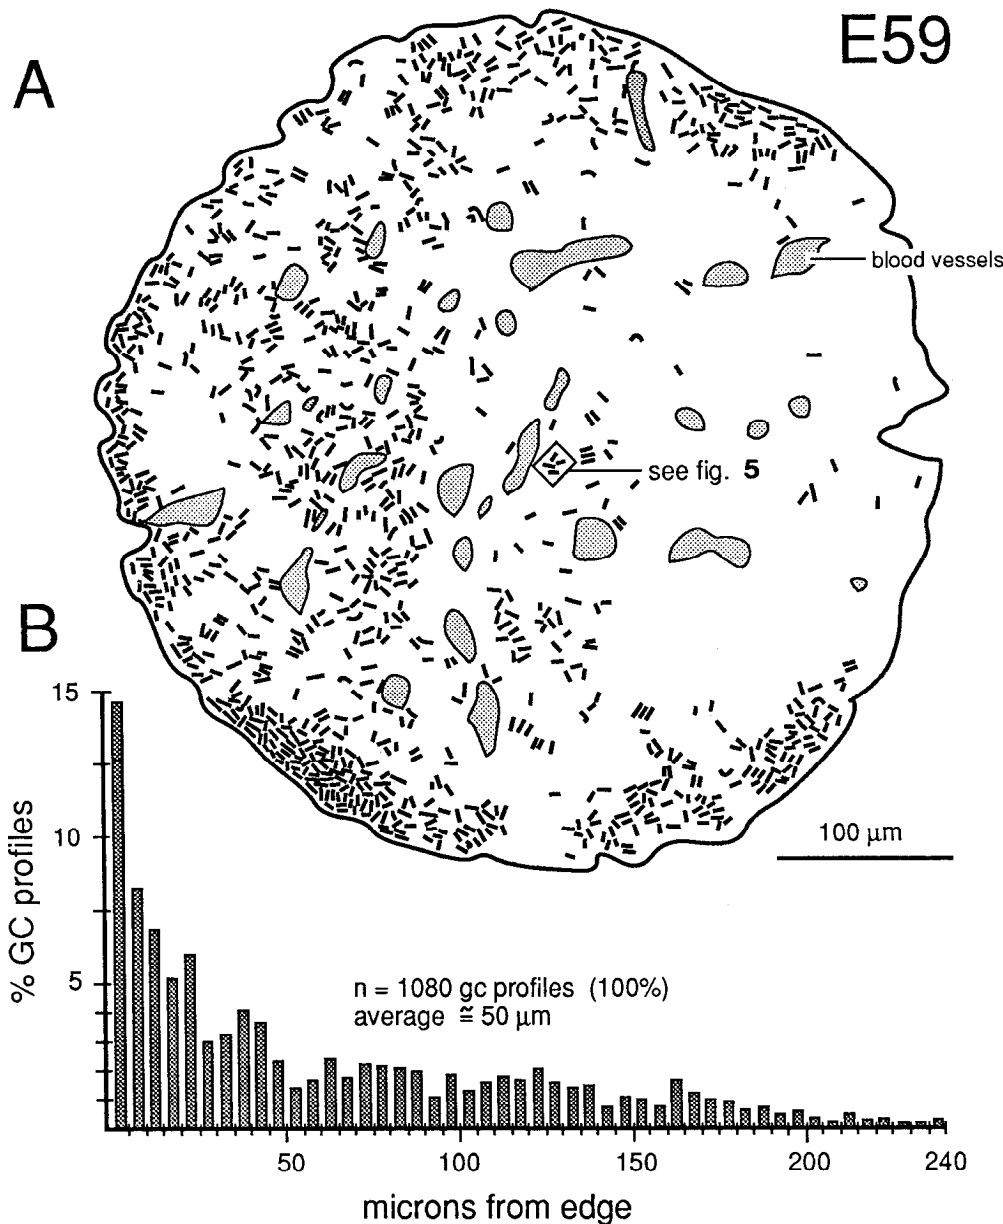 E59
A
blood vessels
see fig. 5
B
100 µm
% GC profiles
15
10
5
n = 1080 gc profiles (100%)
average ≅ 50 µm
50
100
150
200
240
microns from edge